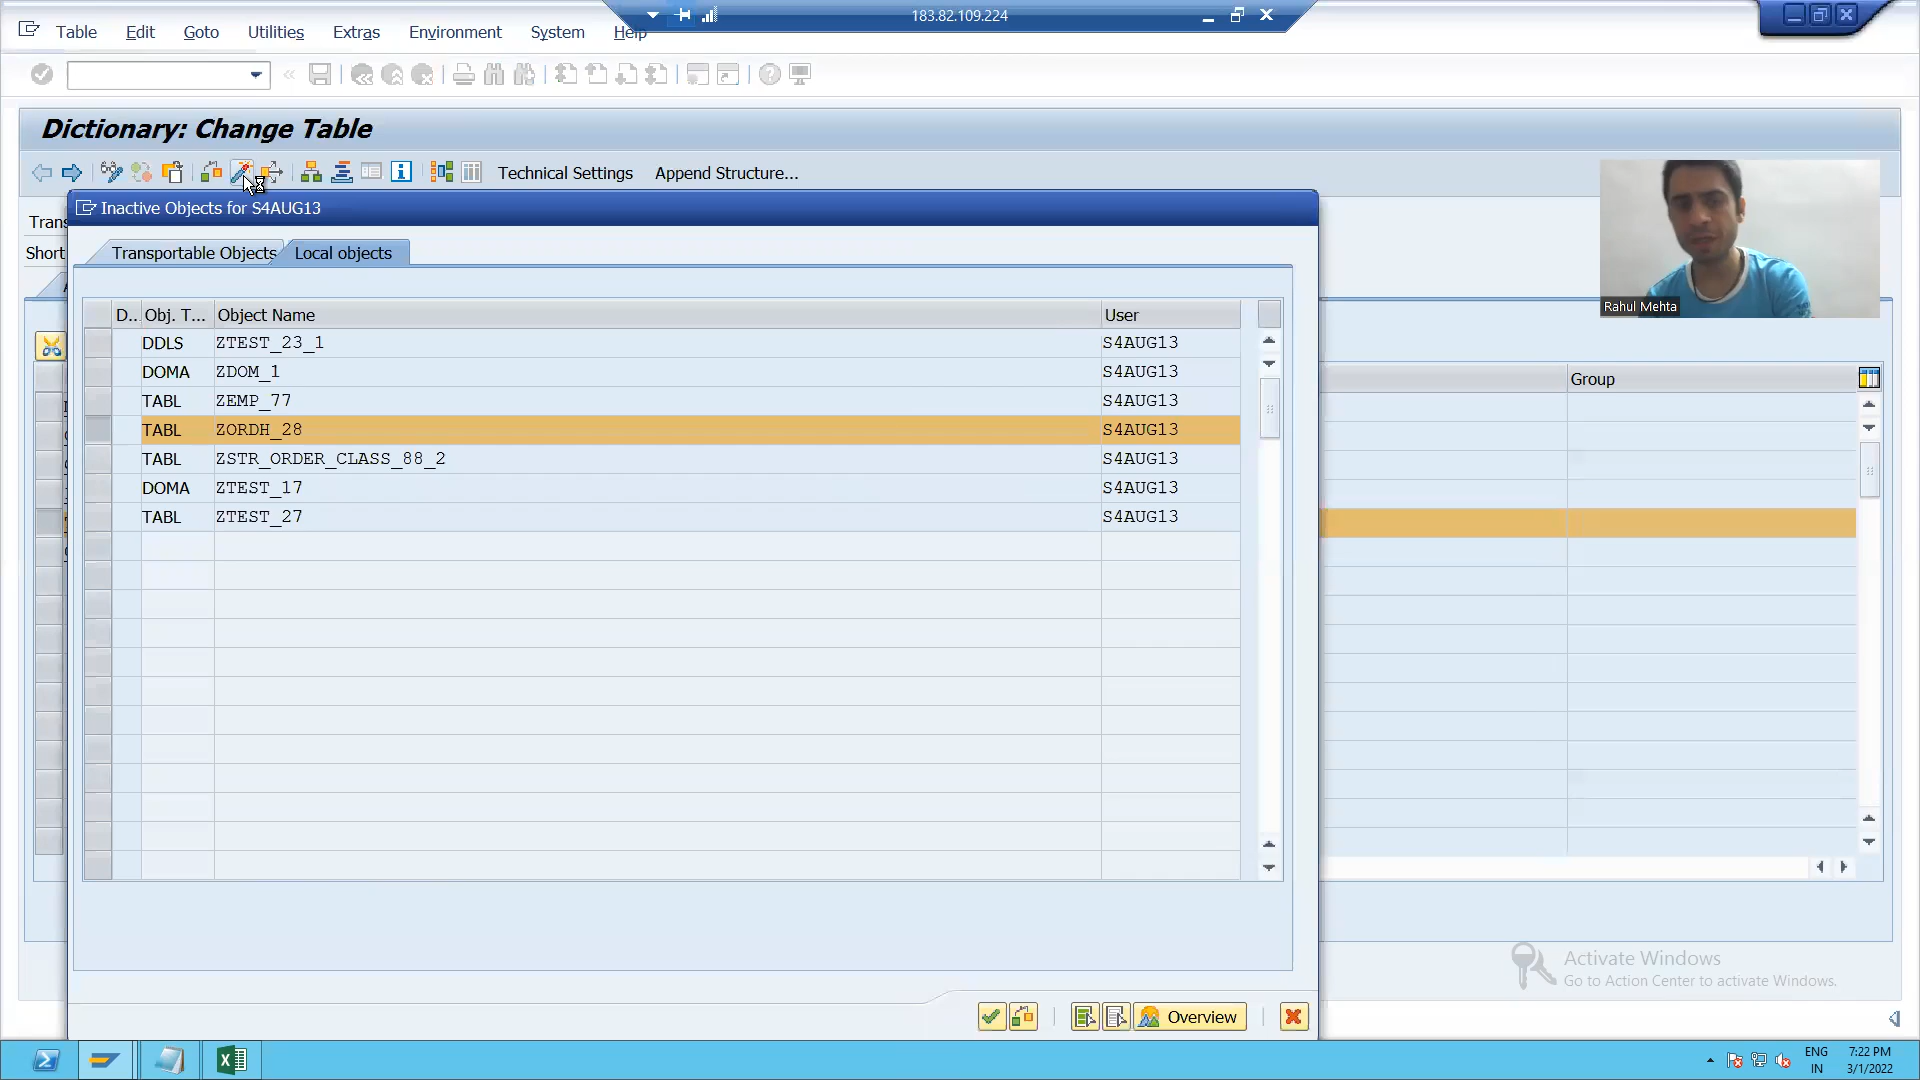 183.82.109.224
Table Edit Goto Utilities Extras Environment System Help
Dictionary: Change Table
Technical Settings Append Structure...
Trans
Short
Inactive Objects for S4AUG13
Transportable Objects Local objects
D.. Obj. T... Object Name User
DDLS ZTEST_23_1 S4AUG13
DOMA ZDOM_1 S4AUG13
TABL ZEMP_77 S4AUG13
TABL ZORDH_28 S4AUG13
TABL ZSTR_ORDER_CLASS_88_2 S4AUG13
DOMA ZTEST_17 S4AUG13
TABL ZTEST_27 S4AUG13
Group
Rahul Mehta
Activate Windows
Go to Action Center to activate Windows.
Overview
ENG 7:22 PM
IN 3/1/2022